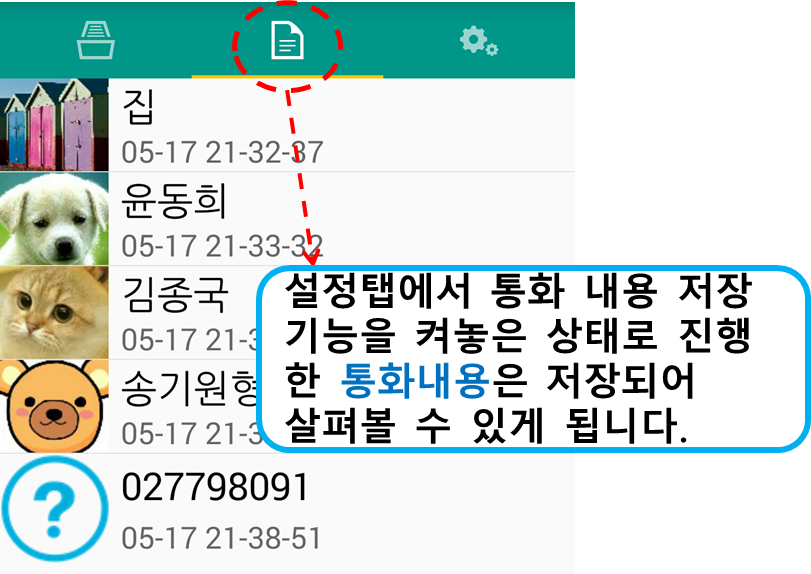 집
05-17 21-32-37
윤동희
05-17 21-33-32
김종국
05-17 21-3
송기원형
05-17 21-3
027798091
05-17 21-38-51
설정탭에서 통화 내용 저장
기능을 켜놓은 상태로 진행
한 통화내용은 저장되어
살펴볼 수 있게 됩니다.
?